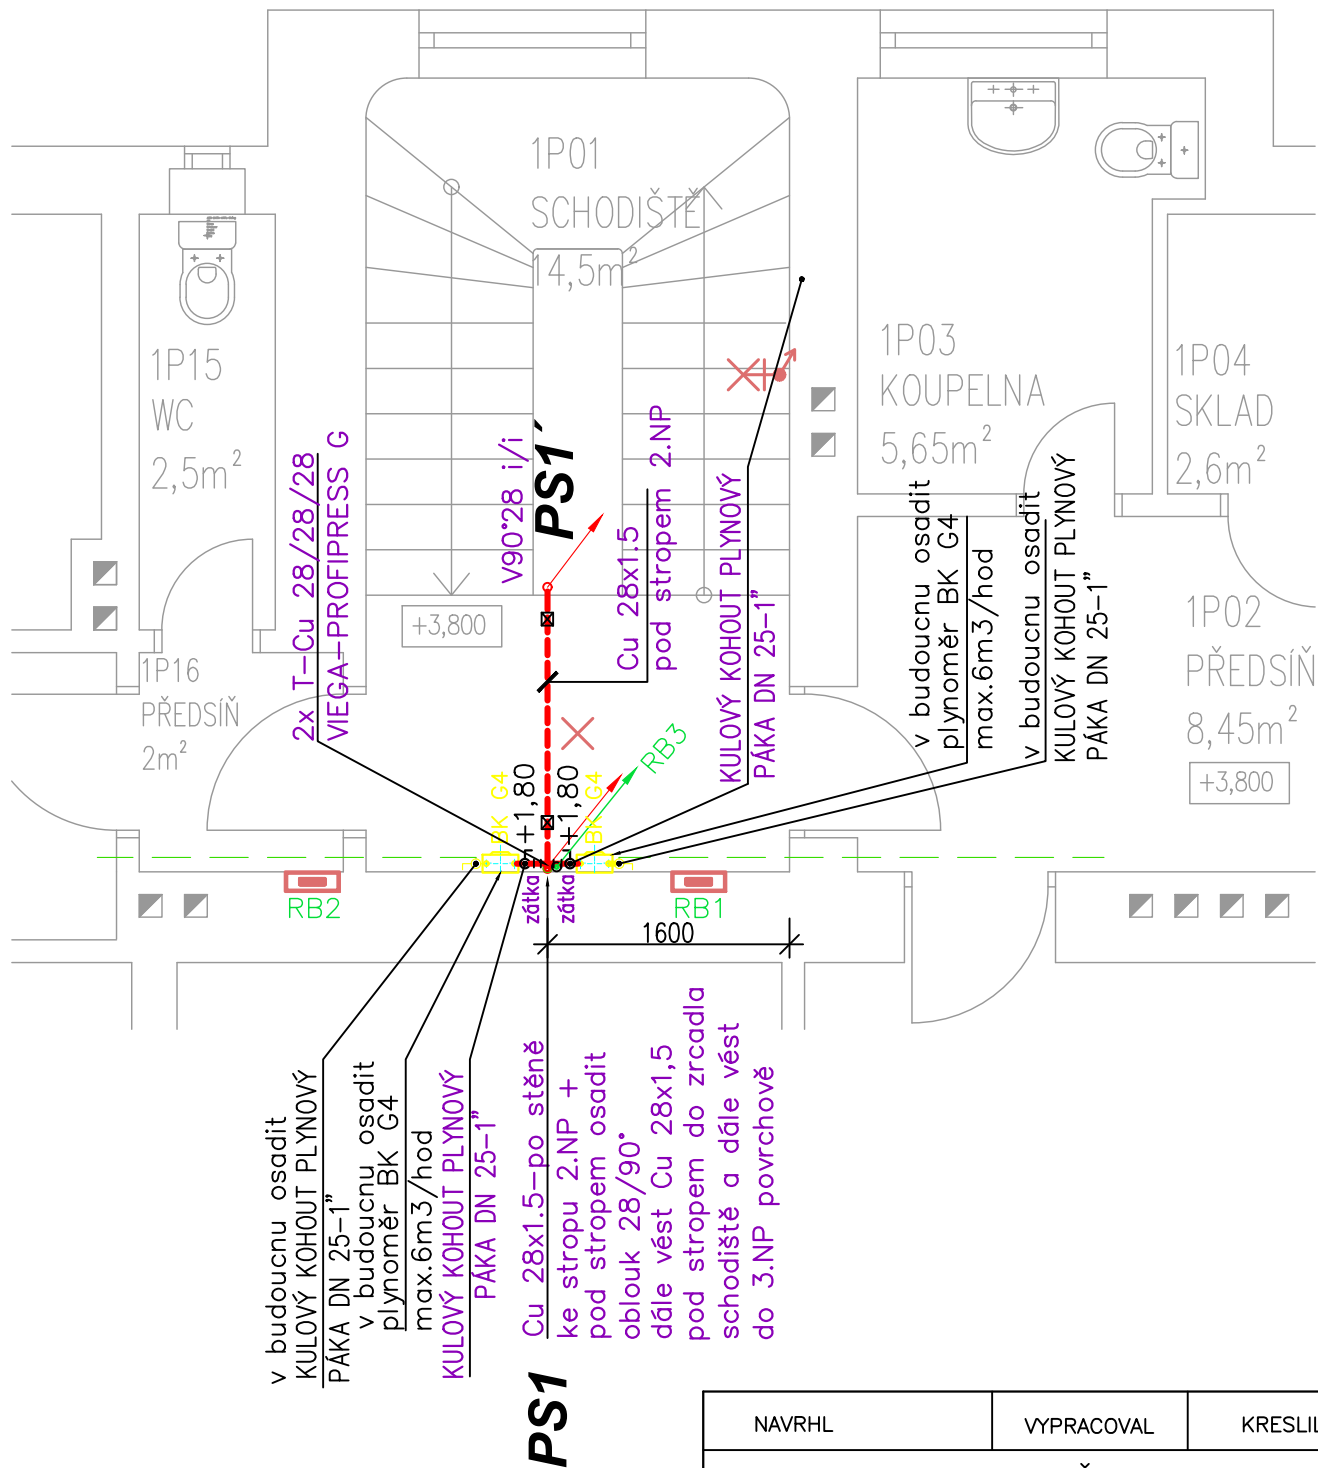 1P01
SCHODIŠTĚ
14,5m²
1P15
WC
2,5m²
1P16
PŘEDSÍŇ
2m²
1P03
KOUPELNA
5,65m²
1P04
SKLAD
2,6m²
1P02
PŘEDSÍŇ
8,45m²
+3,800
+3,800
2x T-Cu 28/28/28
VIEGA-PROFIPRESS G
V90°28 i/i
PS1´
Cu 28x1.5
pod stropem 2.NP
KULOVÝ KOHOUT PLYNOVÝ
PÁKA DN 25-1"
v budoucnu osadit
plynoměr BK G4
max.6m3/hod
v budoucnu osadit
KULOVÝ KOHOUT PLYNOVÝ
PÁKA DN 25-1"
RB3
BK G4
+1,80
+1,80
BK G4
zátka
zátka
RB2
RB1
1600
v budoucnu osadit
KULOVÝ KOHOUT PLYNOVÝ
PÁKA DN 25-1"
v budoucnu osadit
plynoměr BK G4
max.6m3/hod
KULOVÝ KOHOUT PLYNOVÝ
PÁKA DN 25-1"
Cu 28x1.5-po stěně
ke stropu 2.NP +
pod stropem osadit
oblouk 28/90°
dále vést Cu 28x1,5
pod stropem do zrcadla
schodiště a dále vést
do 3.NP povrchově
PS1
NAVRHL
VYPRACOVAL
KRESLIL